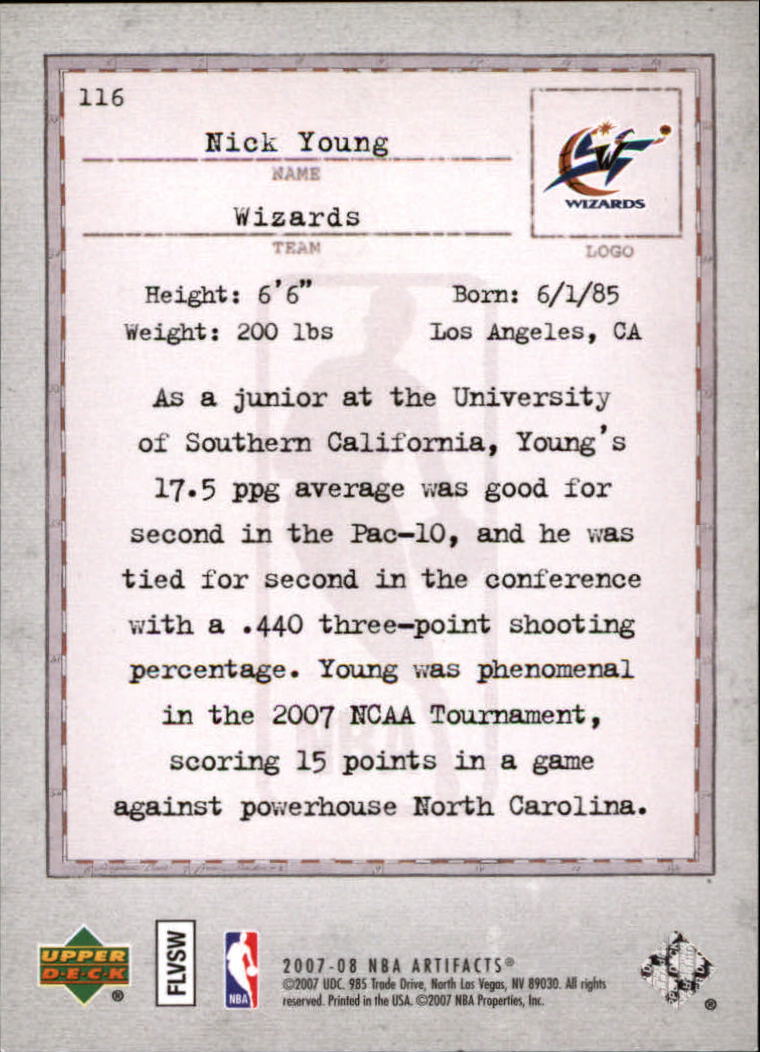 116
Nick Young
NAME
WIZARDS
Wizards
TEAM
LOGO
Height: 6'6" Born: 6/1/85
Weight: 200 lbs Los Angeles, CA
As a junior at the University
of Southern California, Young's
17.5 ppg average was good for
second in the Pac-10, and he was
tied for second in the conference
with a .440 three-point shooting
percentage. Young was phenomenal
in the 2007 NCAA Tournament,
scoring 15 points in a game
against powerhouse North Carolina.
NBA
UPPER
D·E·C·K
®
FLVSW
NBA
2007-08 NBA ARTIFACTS®
©2007 UDC. 985 Trade Drive, North Las Vegas, NV 89030. All rights
reserved. Printed in the USA. ©2007 NBA Properties, Inc.
®